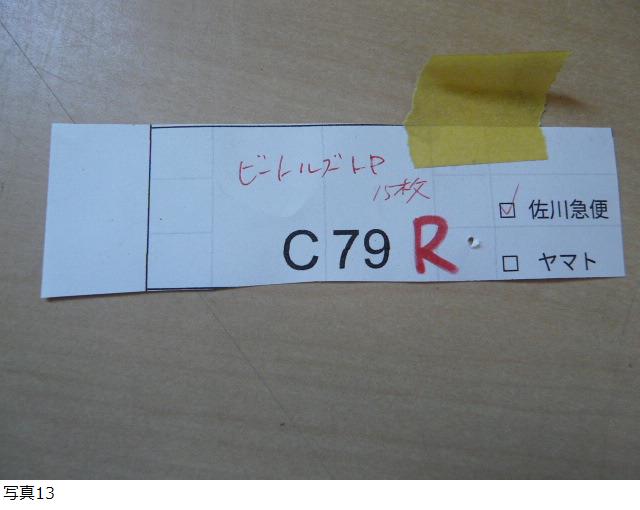 ビートルズLP
15枚
C79 R
☑ 佐川急便
☐ ヤマト
写真13